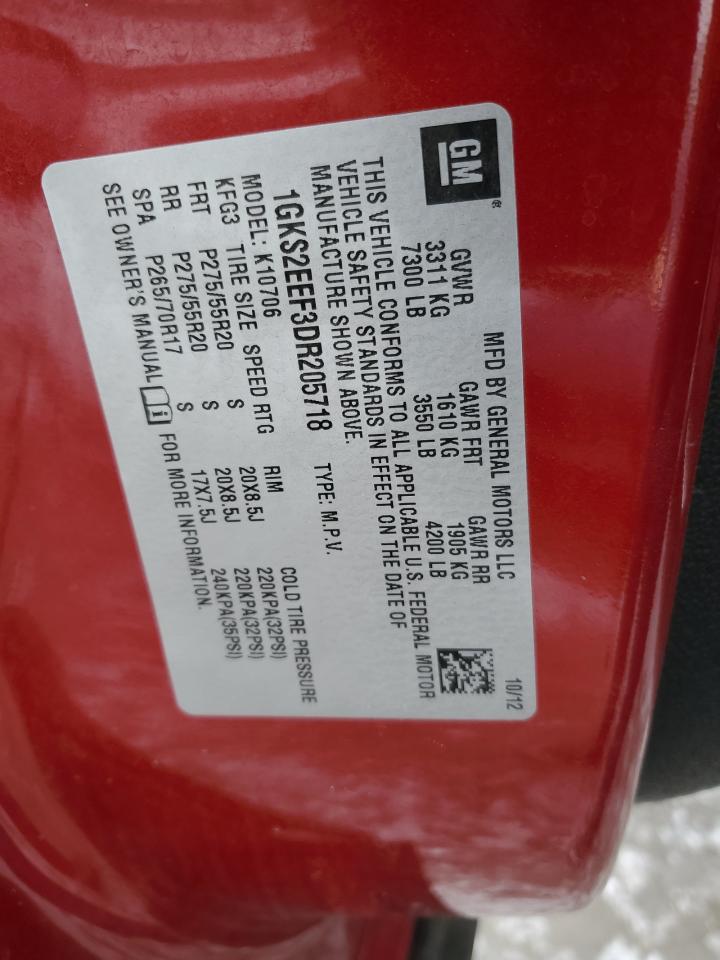 GM®
MFD BY GENERAL MOTORS LLC 10/12
GVWR GAWR FRT GAWR RR
3311 KG 1610 KG 1905 KG
7300 LB 3550 LB 4200 LB
THIS VEHICLE CONFORMS TO ALL APPLICABLE U.S. FEDERAL MOTOR
VEHICLE SAFETY STANDARDS IN EFFECT ON THE DATE OF
MANUFACTURE SHOWN ABOVE.
1GKS2EEF3DR205718 TYPE: M.P.V.
MODEL: K10706
KFG3 TIRE SIZE SPEED RTG RIM COLD TIRE PRESSURE
FRT P275/55R20 S 20X8.5J 220KPA(32PSI)
RR P275/55R20 S 20X8.5J 220KPA(32PSI)
SPA P265/70R17 S 17X7.5J 240KPA(35PSI)
SEE OWNER'S MANUAL i FOR MORE INFORMATION.